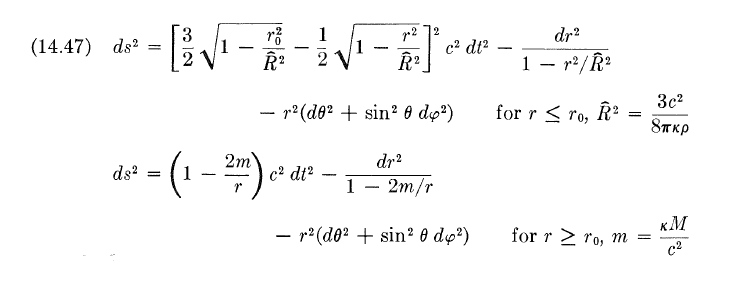 (14.47) ds² = [3/2 √(1 − r₀²/R̂²) − 1/2 √(1 − r²/R̂²)]² c² dt² − dr²/(1 − r²/R̂²)
− r²(dθ² + sin² θ dφ²) for r ≤ r₀, R̂² = 3c²/8πκρ
ds² = (1 − 2m/r) c² dt² − dr²/(1 − 2m/r)
− r²(dθ² + sin² θ dφ²) for r ≥ r₀, m = κM/c²